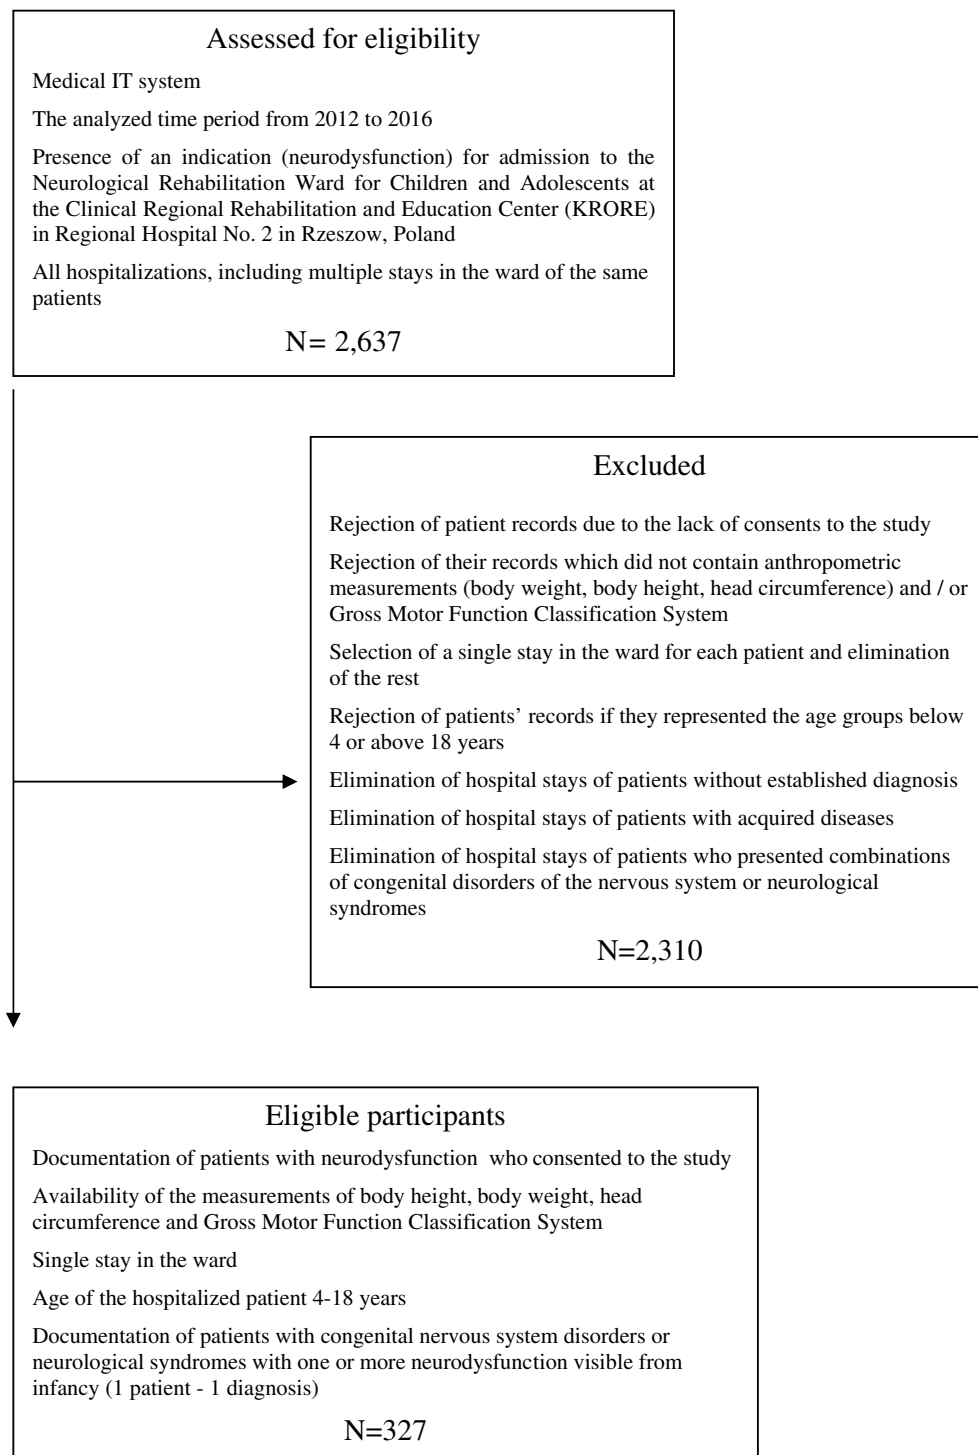 Assessed for eligibility
Medical IT system
The analyzed time period from 2012 to 2016
Presence of an indication (neurodysfunction) for admission to the
Neurological Rehabilitation Ward for Children and Adolescents at
the Clinical Regional Rehabilitation and Education Center (KRORE)
in Regional Hospital No. 2 in Rzeszow, Poland
All hospitalizations, including multiple stays in the ward of the same
patients
N= 2,637
Excluded
Rejection of patient records due to the lack of consents to the study
Rejection of their records which did not contain anthropometric
measurements (body weight, body height, head circumference) and / or
Gross Motor Function Classification System
Selection of a single stay in the ward for each patient and elimination
of the rest
Rejection of patients’ records if they represented the age groups below
4 or above 18 years
Elimination of hospital stays of patients without established diagnosis
Elimination of hospital stays of patients with acquired diseases
Elimination of hospital stays of patients who presented combinations
of congenital disorders of the nervous system or neurological
syndromes
N=2,310
Eligible participants
Documentation of patients with neurodysfunction who consented to the study
Availability of the measurements of body height, body weight, head
circumference and Gross Motor Function Classification System
Single stay in the ward
Age of the hospitalized patient 4-18 years
Documentation of patients with congenital nervous system disorders or
neurological syndromes with one or more neurodysfunction visible from
infancy (1 patient - 1 diagnosis)
N=327